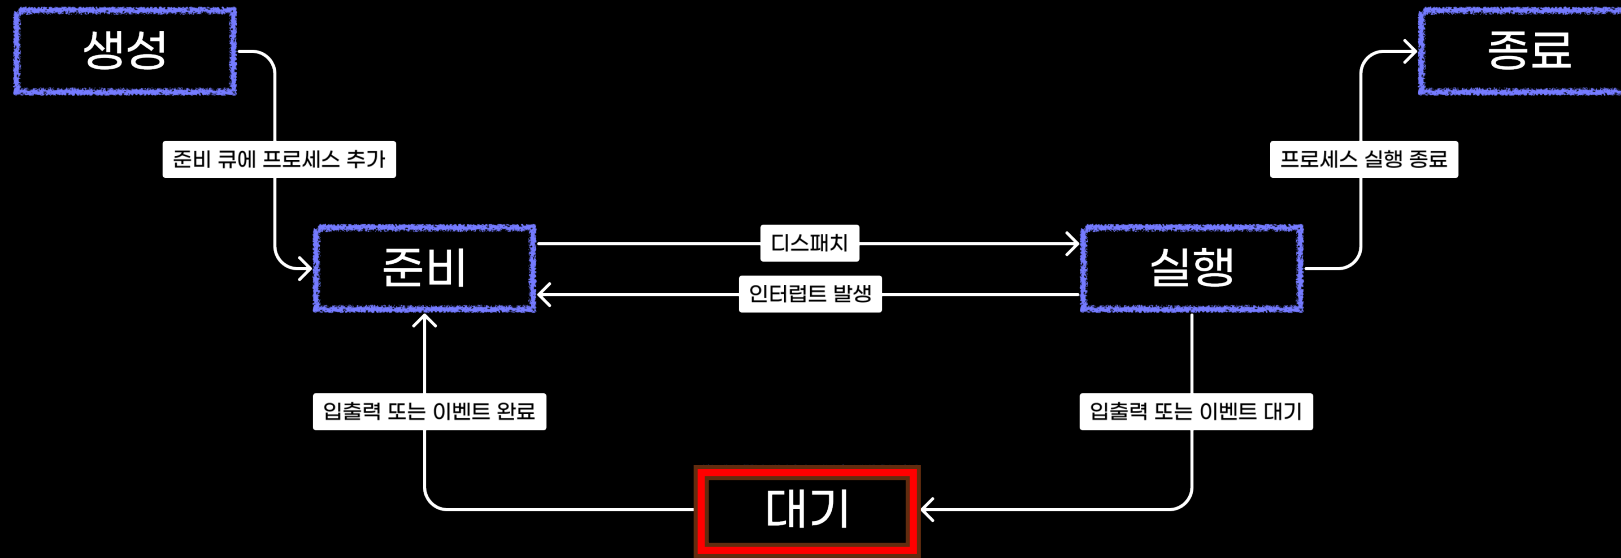 생성
종료
준비 큐에 프로세스 추가
프로세스 실행 종료
준비
디스패치
실행
인터럽트 발생
입출력 또는 이벤트 완료
입출력 또는 이벤트 대기
대기